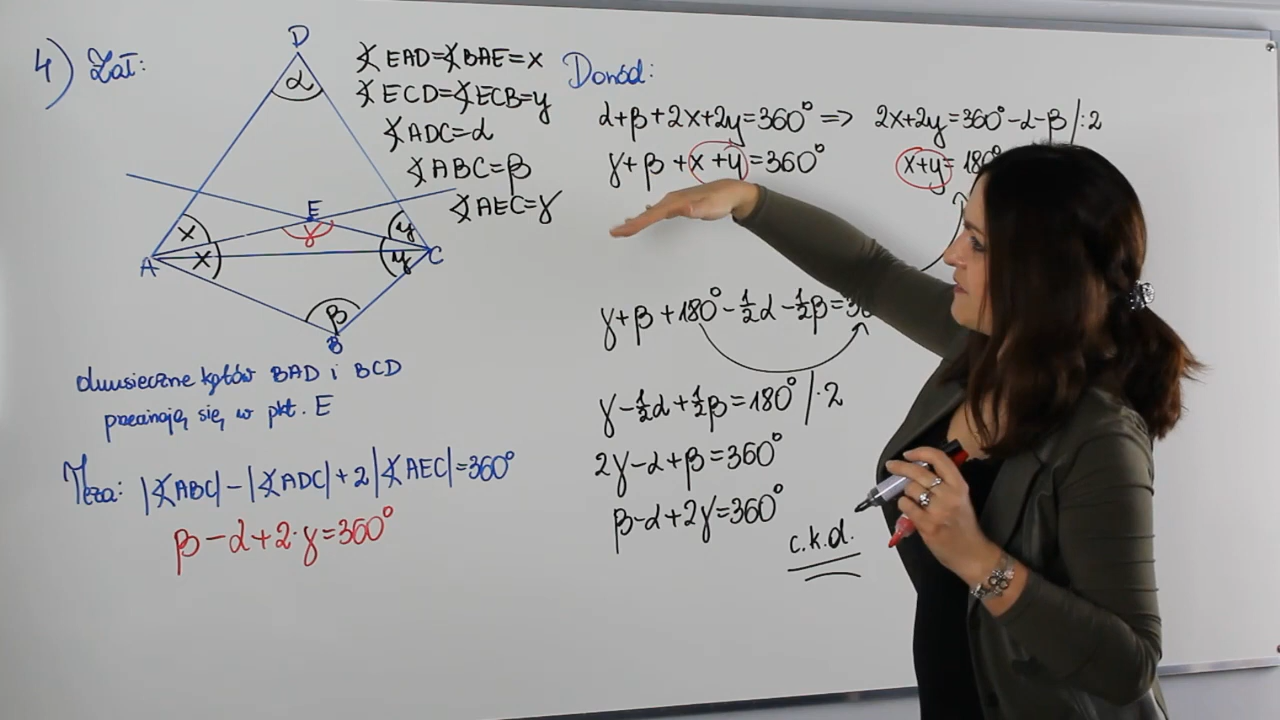 4) Zał:
D
α
x
x
E
γ
y
y
A
C
β
B
∢EAD=∢BAE=x
∢ECD=∢ECB=y
∢ADC=α
∢ABC=β
∢AEC=γ
dwusieczne kątów BAD i BCD
przecinają się w pkt. E
Teza: |∢ABC|-|∢ADC|+2|∢AEC|=360°
β-α+2·γ=360°
Dowód:
α+β+2x+2y=360° => 2x+2y=360°-α-β/:2
γ+β+x+y=360° x+y=180°
γ+β+180°-½α-½β=36
γ-½α+½β=180° /·2
2γ-α+β=360°
β-α+2γ=360°
c.k.d.